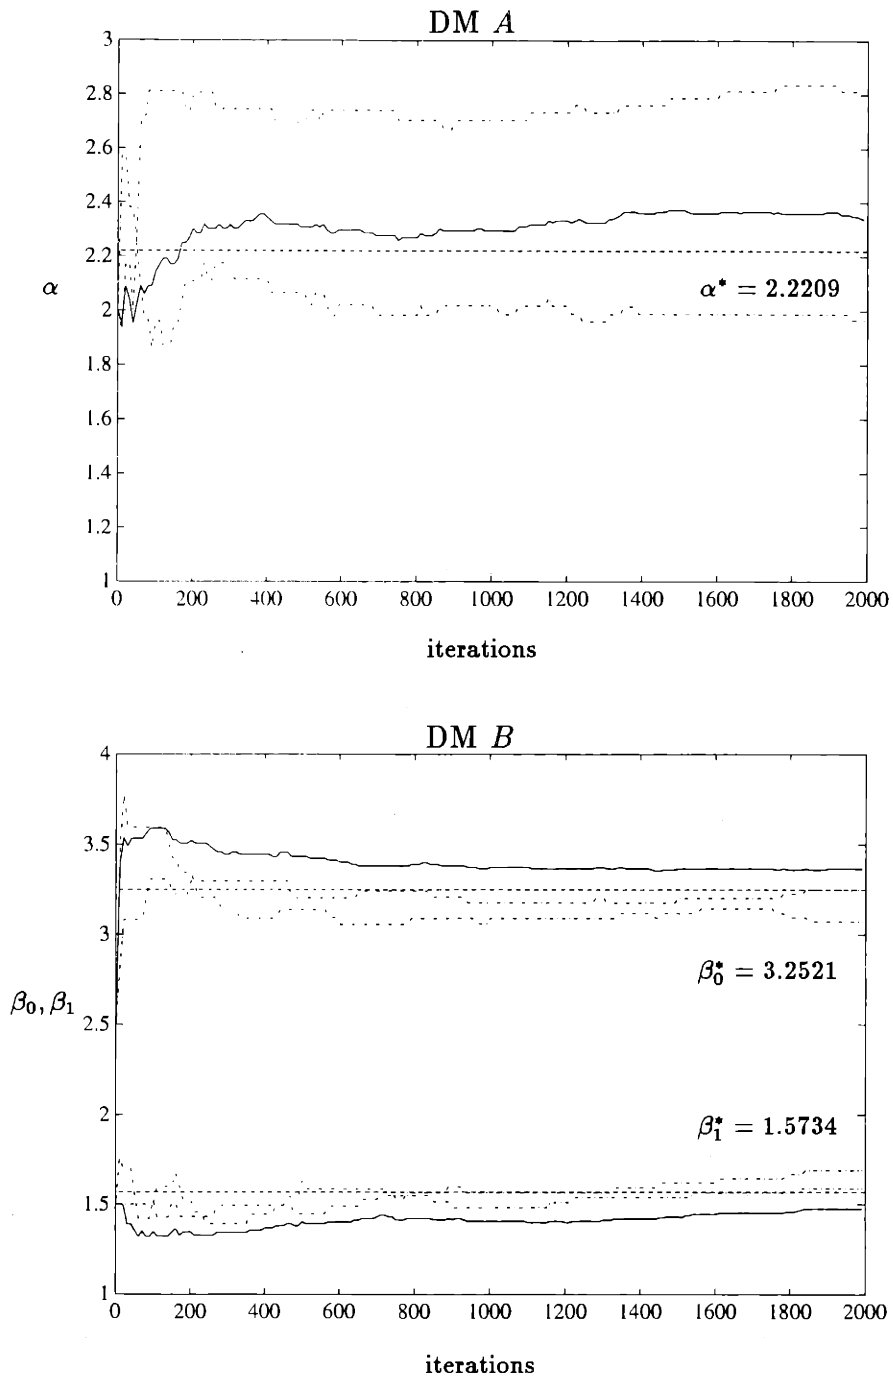 DM A
3
2.8
2.6
2.4
2.2
α
2
α* = 2.2209
1.8
1.6
1.4
1.2
1
0 200 400 600 800 1000 1200 1400 1600 1800 2000
iterations
DM B
4
3.5
3
β₀* = 3.2521
β₀, β₁
2.5
2
β₁* = 1.5734
1.5
1
0 200 400 600 800 1000 1200 1400 1600 1800 2000
iterations